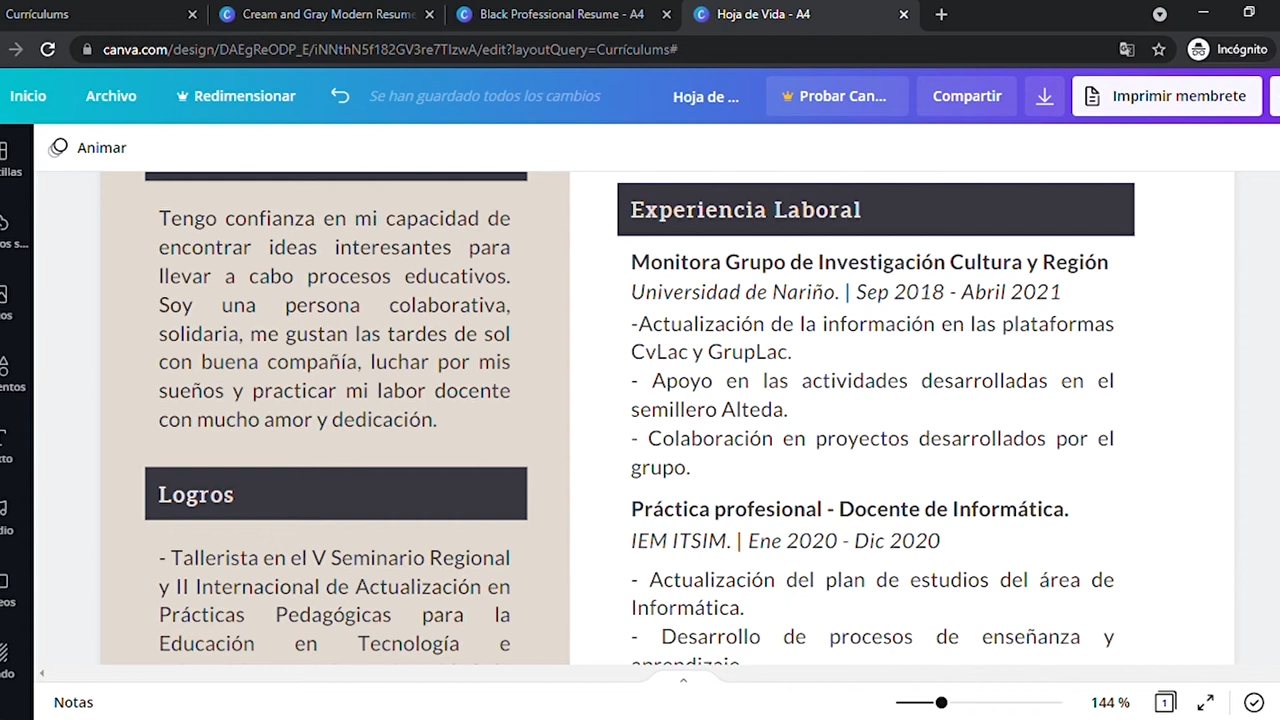 Currículums
Cream and Gray Modern Resume
Black Professional Resume - A4
Hoja de Vida - A4
canva.com/design/DAEgReODP_E/iNNthN5f182GV3re7TIzwA/edit?layoutQuery=Currículums#
Incógnito
Inicio
Archivo
Redimensionar
Se han guardado todos los cambios
Hoja de ...
Probar Can...
Compartir
Imprimir membrete
Animar
Tengo confianza en mi capacidad de
encontrar ideas interesantes para
llevar a cabo procesos educativos.
Soy una persona colaborativa,
solidaria, me gustan las tardes de sol
con buena compañía, luchar por mis
sueños y practicar mi labor docente
con mucho amor y dedicación.
Logros
- Tallerista en el V Seminario Regional
y II Internacional de Actualización en
Prácticas Pedagógicas para la
Educación en Tecnología e
Experiencia Laboral
Monitora Grupo de Investigación Cultura y Región
Universidad de Nariño. | Sep 2018 - Abril 2021
-Actualización de la información en las plataformas
CvLac y GrupLac.
- Apoyo en las actividades desarrolladas en el
semillero Alteda.
- Colaboración en proyectos desarrollados por el
grupo.
Práctica profesional - Docente de Informática.
IEM ITSIM. | Ene 2020 - Dic 2020
- Actualización del plan de estudios del área de
Informática.
- Desarrollo de procesos de enseñanza y
aprendizaje
Notas
144 %
1